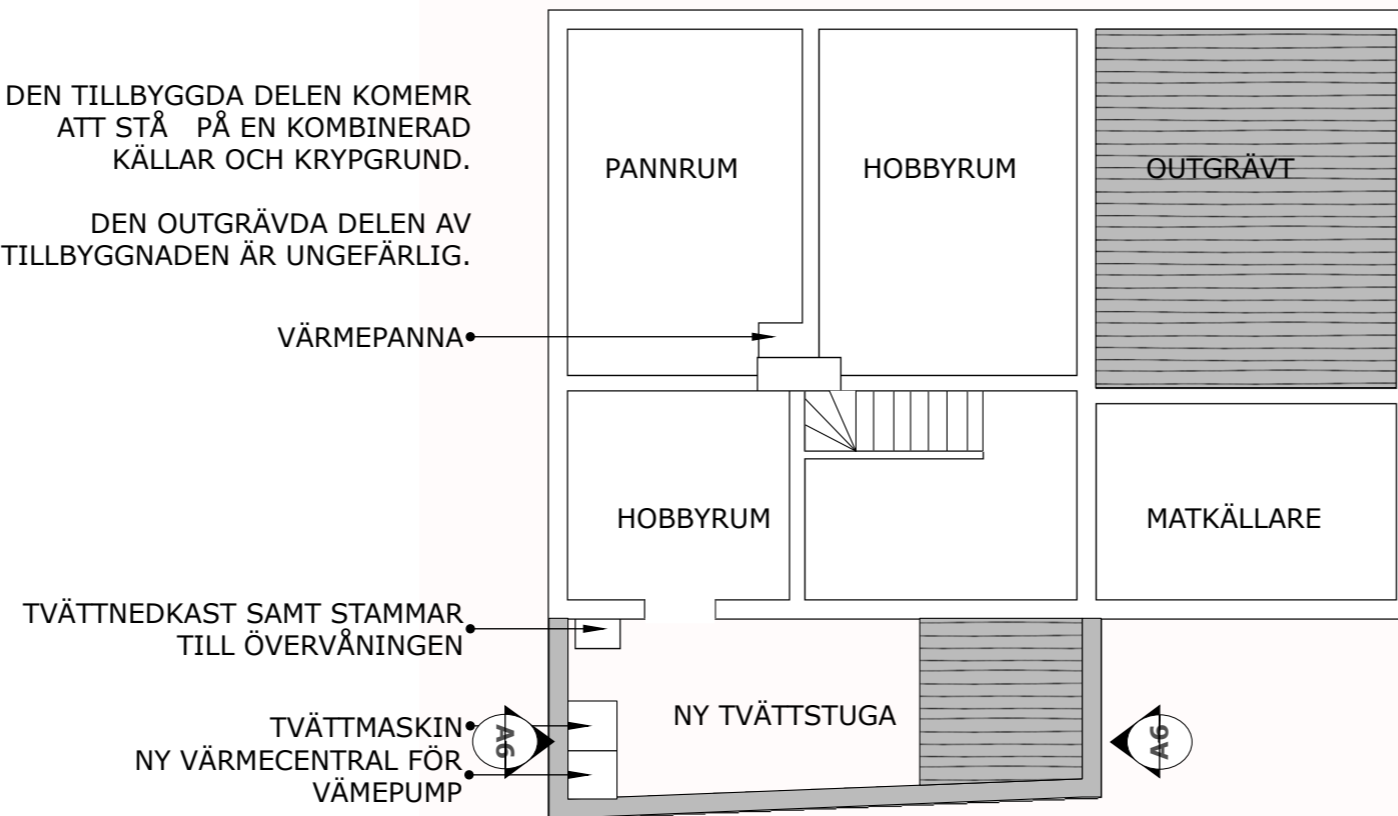 DEN TILLBYGGDA DELEN KOMEMR
ATT STÅ PÅ EN KOMBINERAD
KÄLLAR OCH KRYPGRUND.
DEN OUTGRÄVDA DELEN AV
TILLBYGGNADEN ÄR UNGEFÄRLIG.
PANNRUM
HOBBYRUM
OUTGRÄVT
VÄRMEPANNA
HOBBYRUM
MATKÄLLARE
TVÄTTNEDKAST SAMT STAMMAR
TILL ÖVERVÅNINGEN
NY TVÄTTSTUGA
TVÄTTMASKIN
NY VÄRMECENTRAL FÖR
VÄMEPUMP
A6
A6